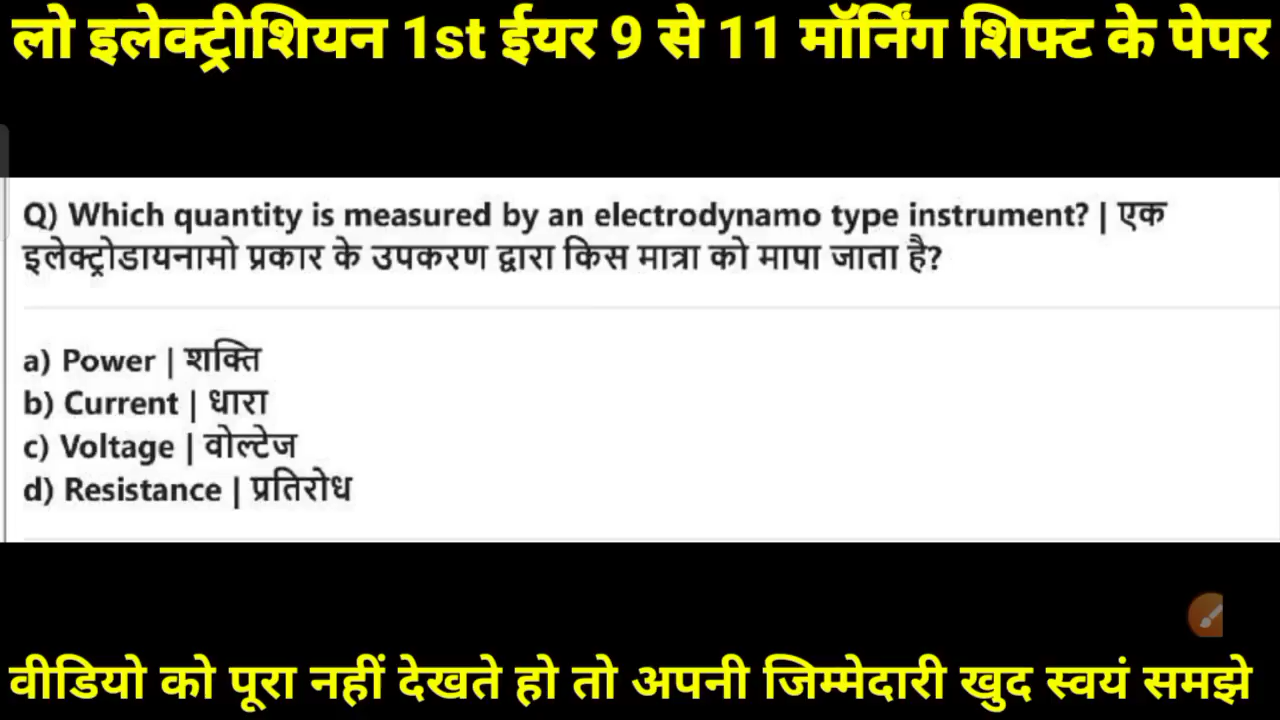 लो इलेक्ट्रीशियन 1st ईयर 9 से 11 मॉर्निंग शिफ्ट के पेपर
Q) Which quantity is measured by an electrodynamo type instrument? | एक
इलेक्ट्रोडायनामो प्रकार के उपकरण द्वारा किस मात्रा को मापा जाता है?
a) Power | शक्ति
b) Current | धारा
c) Voltage | वोल्टेज
d) Resistance | प्रतिरोध
वीडियो को पूरा नहीं देखते हो तो अपनी जिम्मेदारी खुद स्वयं समझे